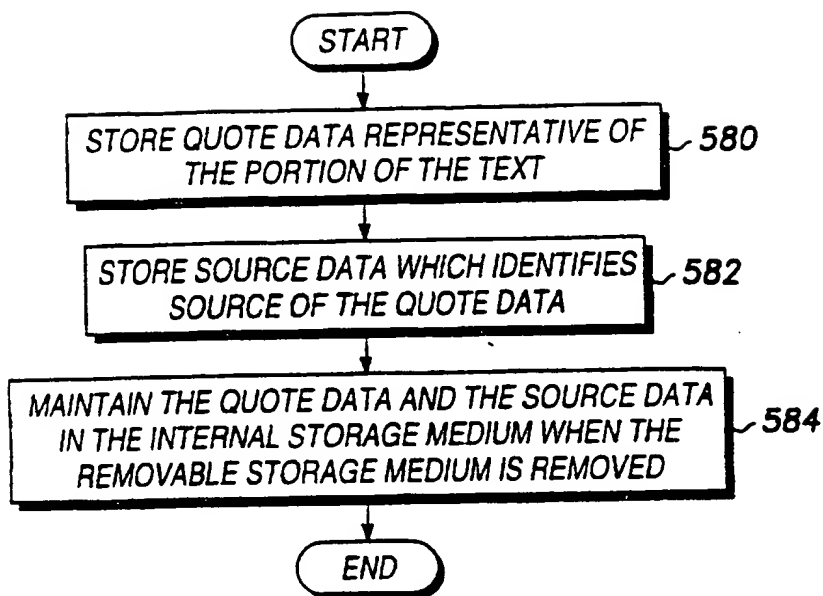 START
STORE QUOTE DATA REPRESENTATIVE OF
THE PORTION OF THE TEXT
580
STORE SOURCE DATA WHICH IDENTIFIES
SOURCE OF THE QUOTE DATA
582
MAINTAIN THE QUOTE DATA AND THE SOURCE DATA
IN THE INTERNAL STORAGE MEDIUM WHEN THE
REMOVABLE STORAGE MEDIUM IS REMOVED
584
END